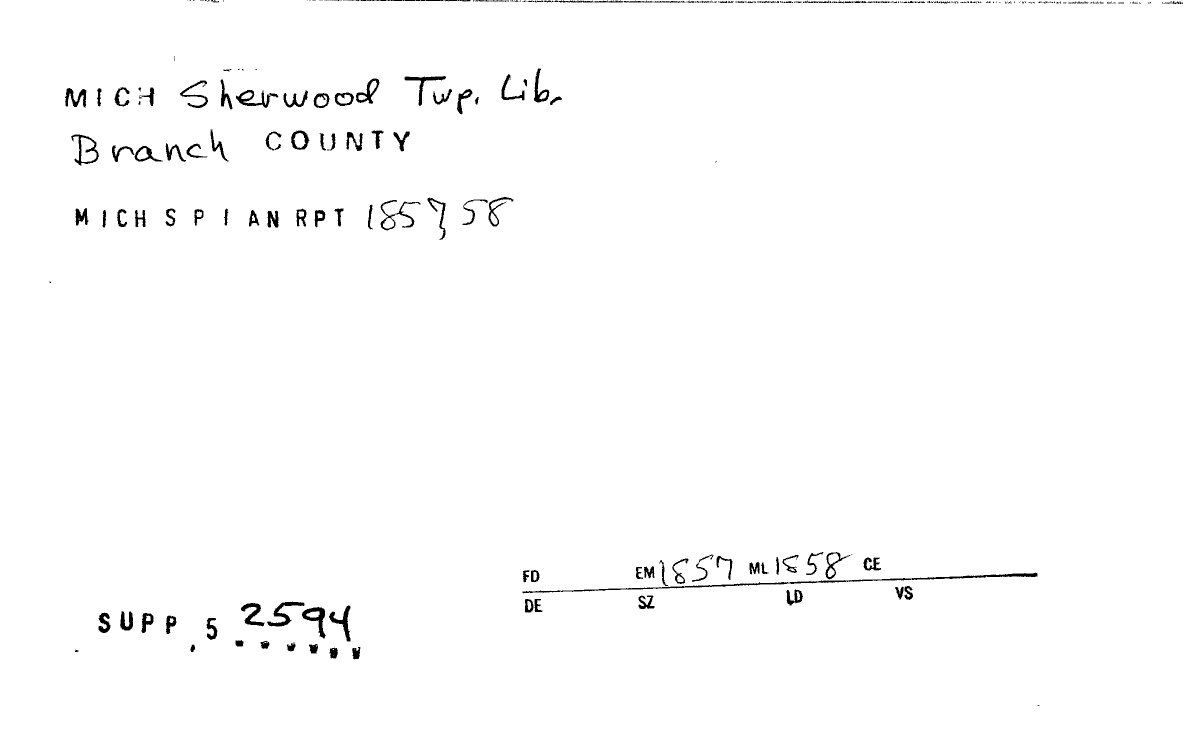 MICH Sherwood Twp. Lib.
Branch COUNTY
MICH S P I AN RPT 1857, 58
FD EM 1857 ML 1858 CE
DE SZ LD VS
SUPP. 5 2594